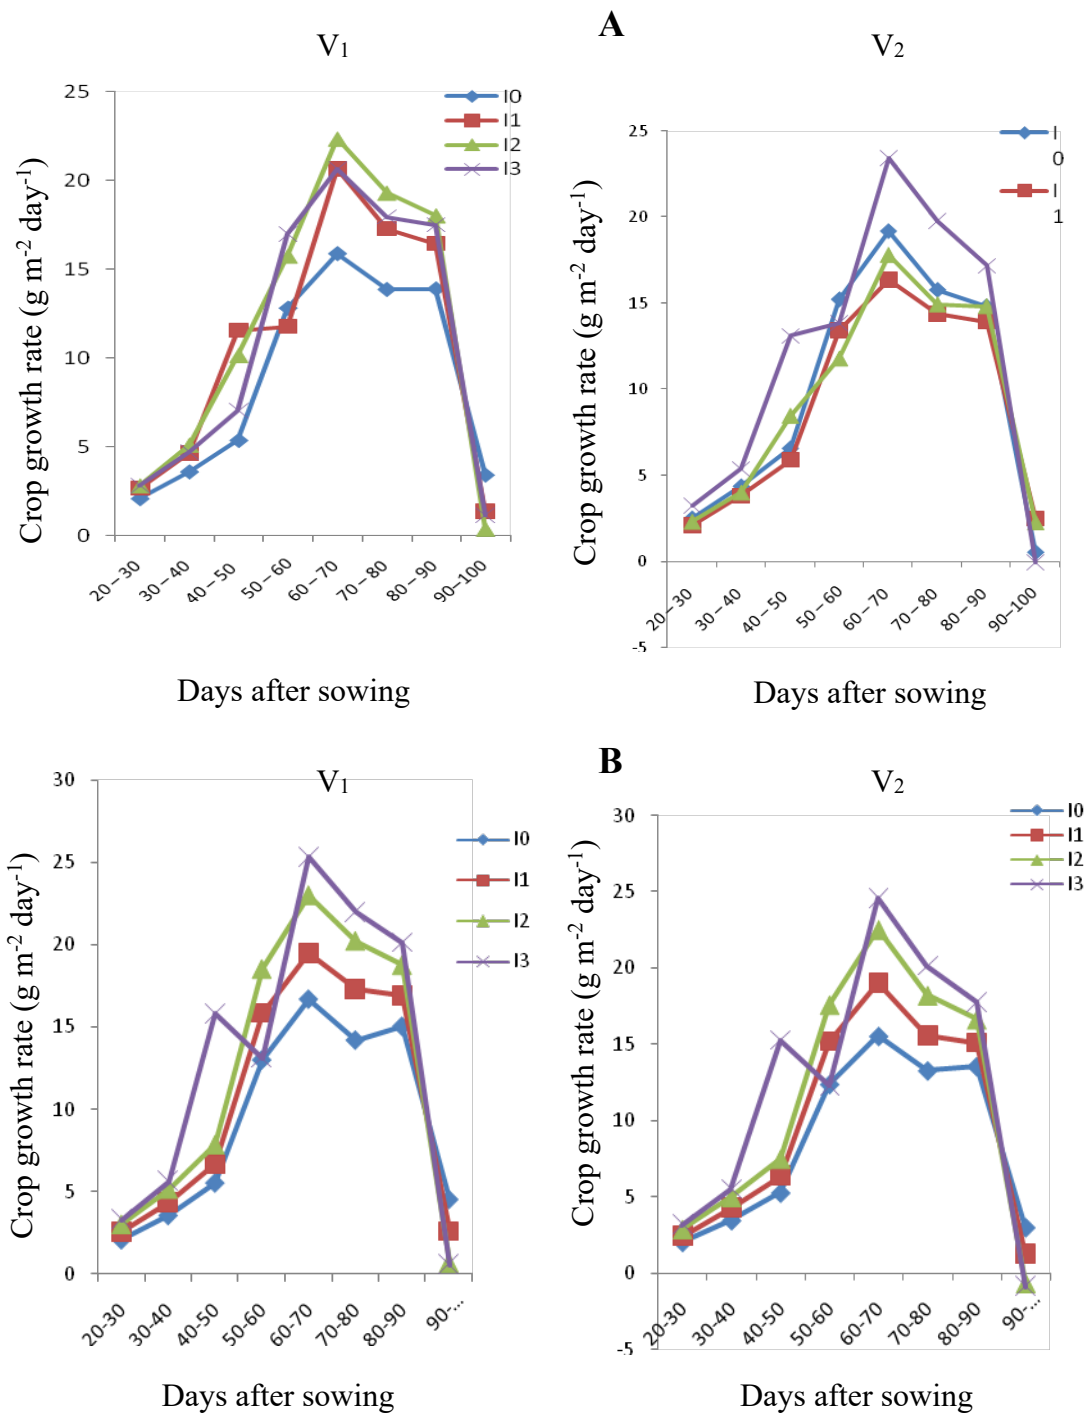 A
V1
V2
25
20
15
10
5
0
Crop growth rate (g m-2 day-1)
I0
I1
I2
I3
20–30
30–40
40–50
50–60
60–70
70–80
80–90
90–100
Days after sowing
25
20
15
10
5
0
-5
Crop growth rate (g m-2 day-1)
I
0
I
1
20–30
30–40
40–50
50–60
60–70
70–80
80–90
90–100
Days after sowing
B
V1
V2
30
25
20
15
10
5
0
Crop growth rate (g m-2 day-1)
I0
I1
I2
I3
20-30
30-40
40-50
50-60
60-70
70-80
80-90
90-...
Days after sowing
30
25
20
15
10
5
0
-5
Crop growth rate (g m-2 day-1)
I0
I1
I2
I3
20-30
30-40
40-50
50-60
60-70
70-80
80-90
90-...
Days after sowing